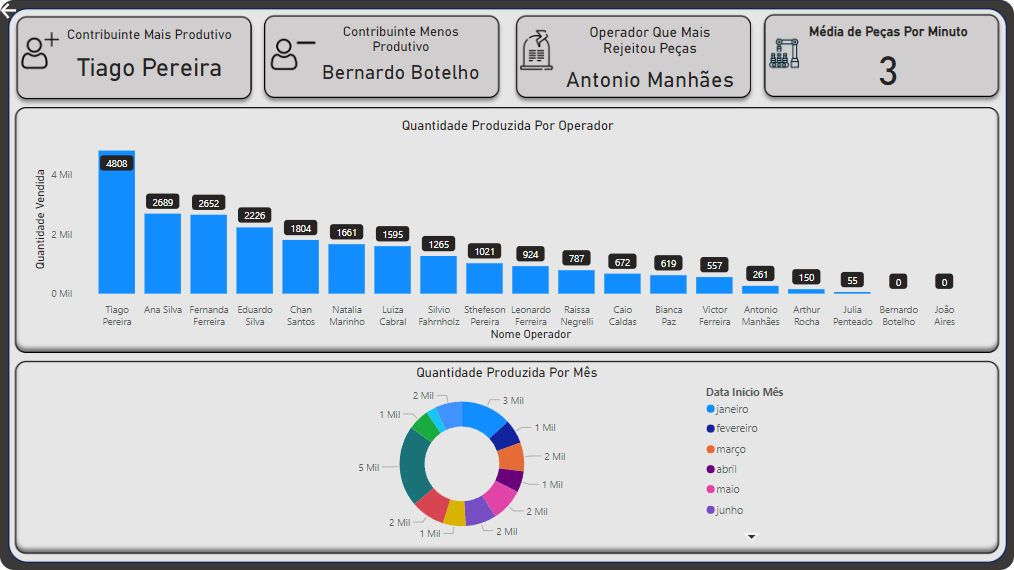 Contribuinte Mais Produtivo
Tiago Pereira
Contribuinte Menos
Produtivo
Bernardo Botelho
Operador Que Mais
Rejeitou Peças
Antonio Manhães
Média de Peças Por Minuto
3
Quantidade Produzida Por Operador
Quantidade Vendida
4 Mil
2 Mil
0 Mil
4808
2689
2652
2226
1804
1661
1595
1265
1021
924
787
672
619
557
261
150
55
0
0
Tiago
Pereira
Ana Silva
Fernanda
Ferreira
Eduardo
Silva
Chan
Santos
Natalia
Marinho
Luiza
Cabral
Silvio
Fahrnholz
Sthefeson
Pereira
Leonardo
Ferreira
Raissa
Negrelli
Caio
Caldas
Bianca
Paz
Victor
Ferreira
Antonio
Manhães
Arthur
Rocha
Julia
Penteado
Bernardo
Botelho
João
Aires
Nome Operador
Quantidade Produzida Por Mês
3 Mil
1 Mil
2 Mil
1 Mil
2 Mil
2 Mil
1 Mil
2 Mil
5 Mil
1 Mil
2 Mil
Data Inicio Mês
janeiro
fevereiro
março
abril
maio
junho